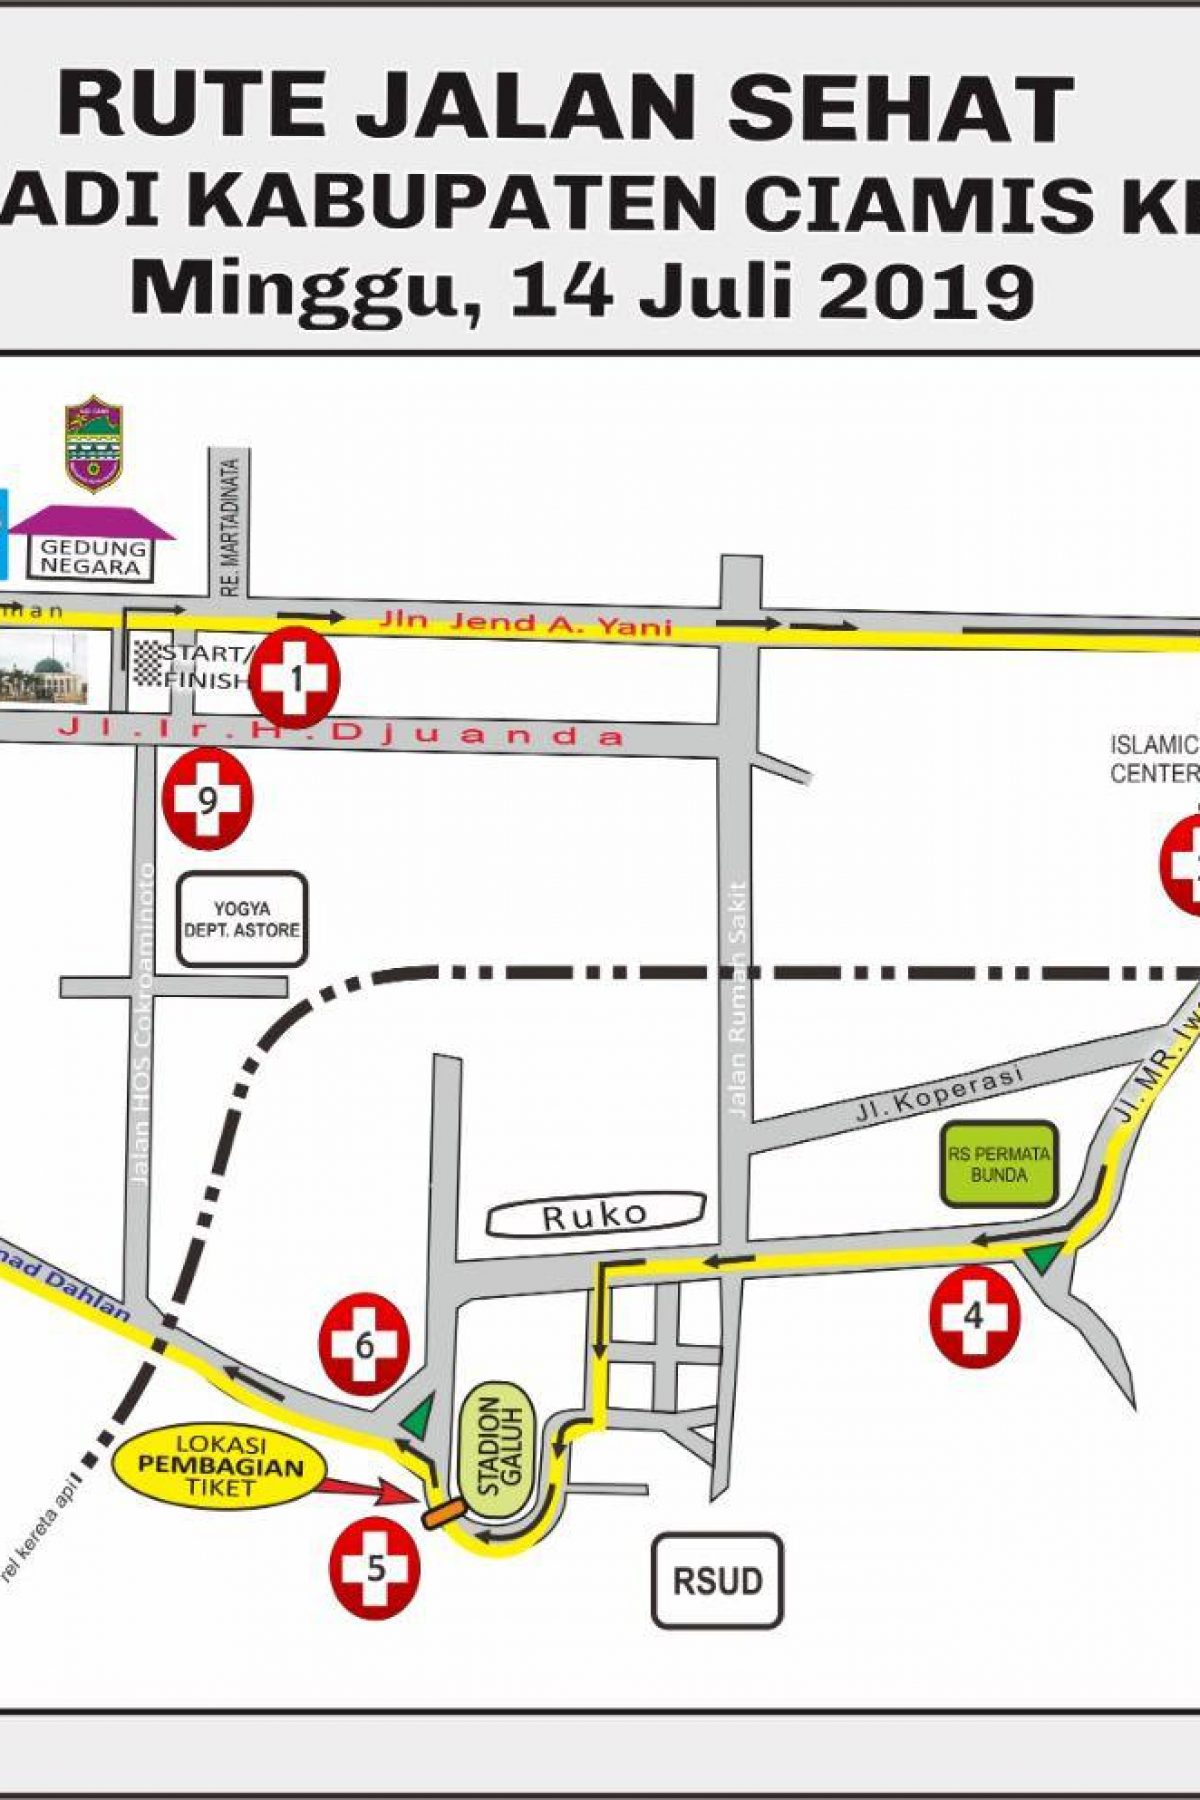 RUTE JALAN SEHAT
ADI KABUPATEN CIAMIS
Minggu, 14 Juli 2019
GEDUNG
NEGARA
RE. MARTADINATA
Jln Jend A. Yani
START/
FINISH
1
Jl.Ir.H.Djuanda
9
ISLAMIC
CENTER
YOGYA
DEPT. ASTORE
Jalan HOS Cokroaminoto
Jalan Rumah Sakit
Jl. MR. Iw
Jl.Koperasi
RS PERMATA
BUNDA
Ruko
4
6
Dahlan
STADION
GALUH
LOKASI
PEMBAGIAN
TIKET
rel kereta api
5
RSUD